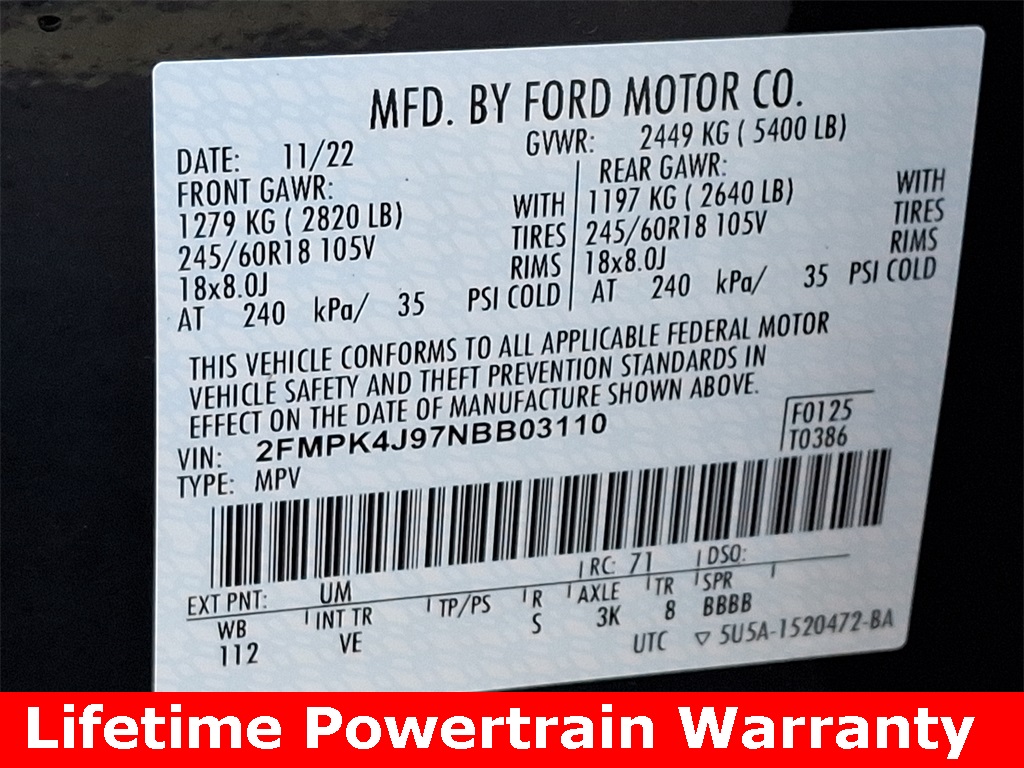 MFD. BY FORD MOTOR CO.
DATE: 11/22 GVWR: 2449 KG ( 5400 LB)
FRONT GAWR: REAR GAWR:
1279 KG ( 2820 LB) WITH 1197 KG ( 2640 LB) WITH
245/60R18 105V TIRES 245/60R18 105V TIRES
18x8.0J RIMS 18x8.0J RIMS
AT 240 kPa/ 35 PSI COLD AT 240 kPa/ 35 PSI COLD
THIS VEHICLE CONFORMS TO ALL APPLICABLE FEDERAL MOTOR
VEHICLE SAFETY AND THEFT PREVENTION STANDARDS IN
EFFECT ON THE DATE OF MANUFACTURE SHOWN ABOVE.
VIN: 2FMPK4J97NBB03110 F0125
TYPE: MPV T0386
EXT PNT: UM RC: 71 DSO:
WB INT TR TP/PS R AXLE TR SPR
112 VE S 3K 8 BBBB
UTC ▽ 5U5A-1520472-BA
Lifetime Powertrain Warranty